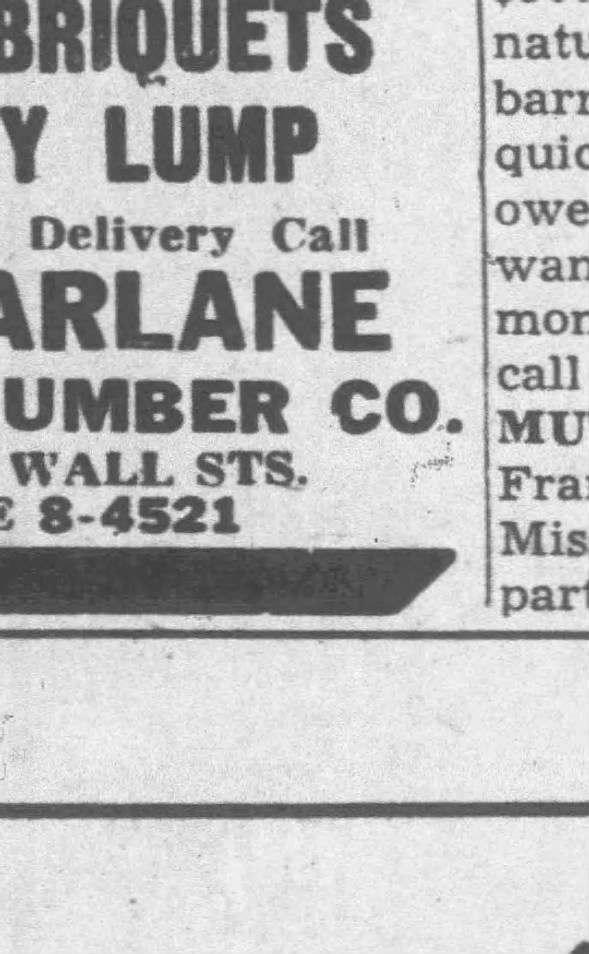 BRIQUETS
Y LUMP
Delivery Call
ARLANE
UMBER CO.
WALL STS.
E 8-4521
natu
barr
quic
owe
wan
mon
call
MU
Fran
Mis
part